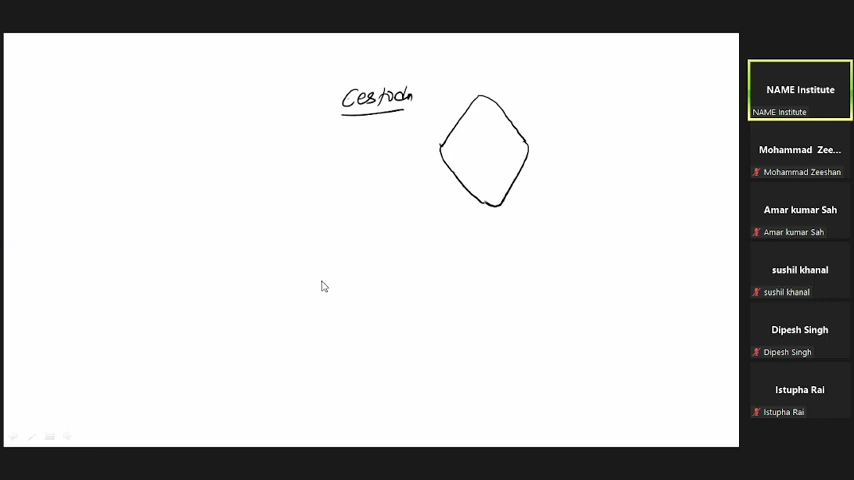 Cestoda
NAME Institute
NAME Institute
Mohammad Zee...
Mohammad Zeeshan
Amar kumar Sah
Amar kumar Sah
sushil khanal
sushil khanal
Dipesh Singh
Dipesh Singh
Istupha Rai
Istupha Rai